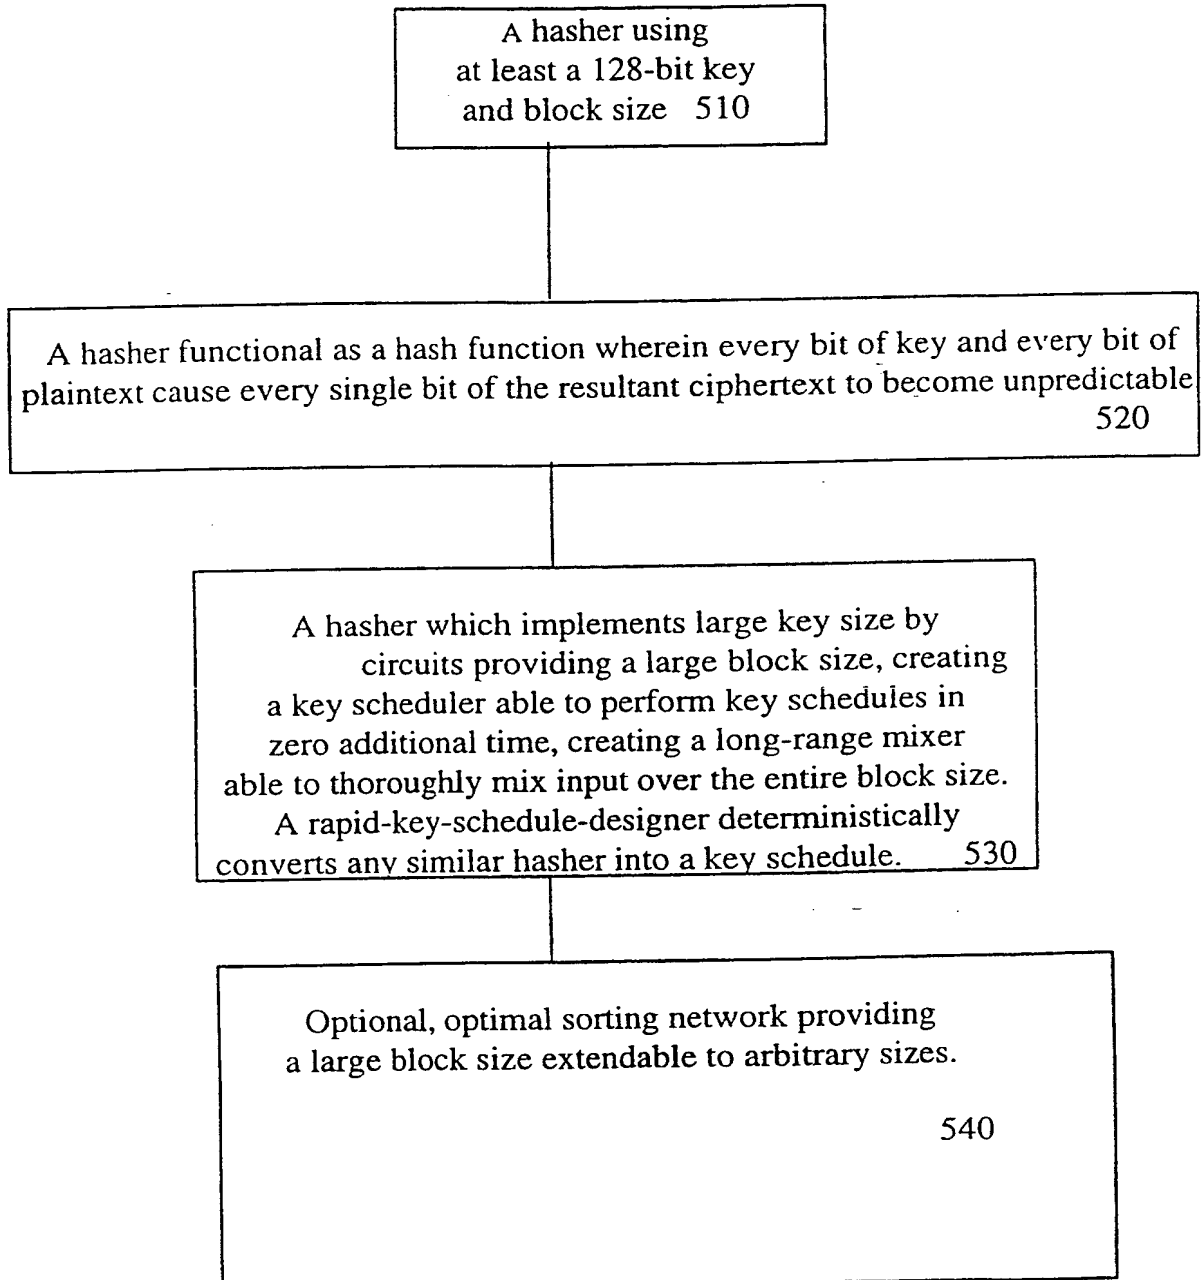 A hasher using
at least a 128-bit key
and block size 510
A hasher functional as a hash function wherein every bit of key and every bit of
plaintext cause every single bit of the resultant ciphertext to become unpredictable
520
A hasher which implements large key size by
circuits providing a large block size, creating
a key scheduler able to perform key schedules in
zero additional time, creating a long-range mixer
able to thoroughly mix input over the entire block size.
A rapid-key-schedule-designer deterministically
converts any similar hasher into a key schedule. 530
Optional, optimal sorting network providing
a large block size extendable to arbitrary sizes.
540